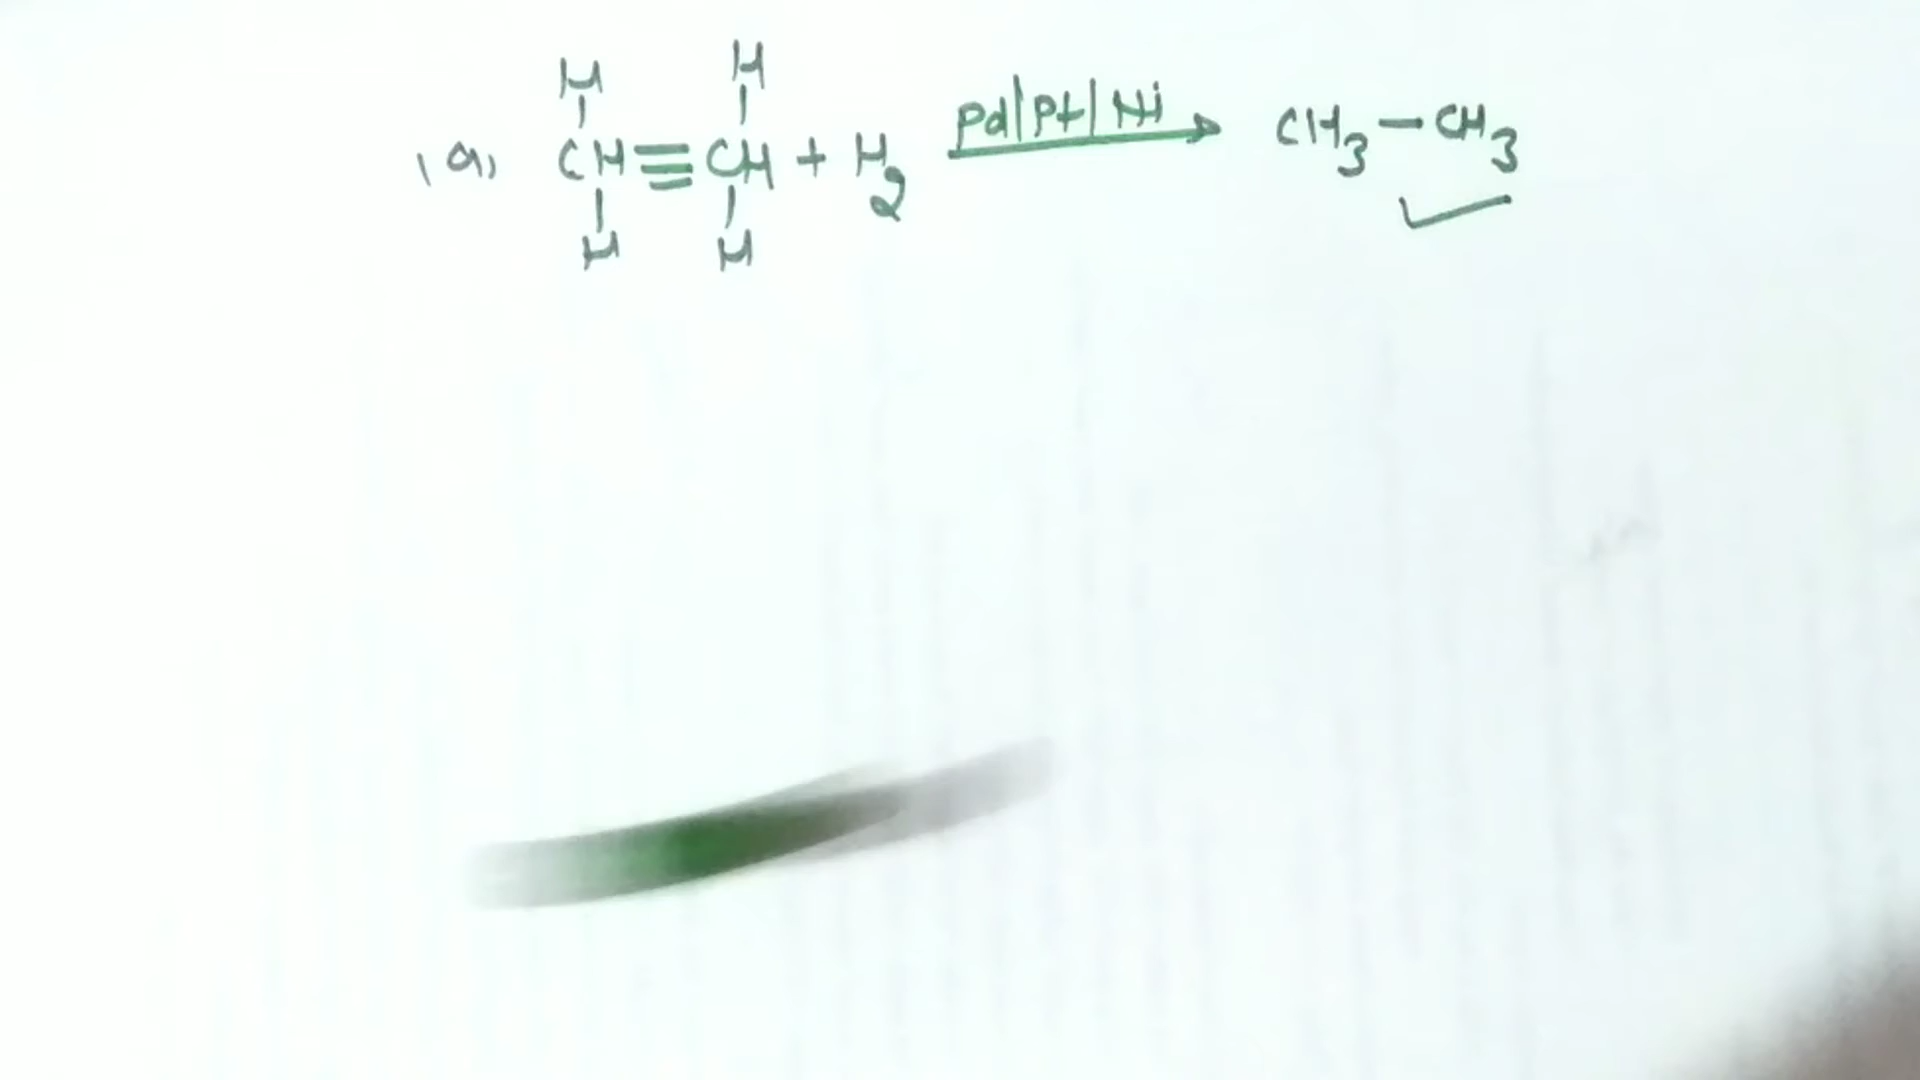 H H
(a) CH≡CH + H2 Pd|Pt|Ni → CH3-CH3
H H